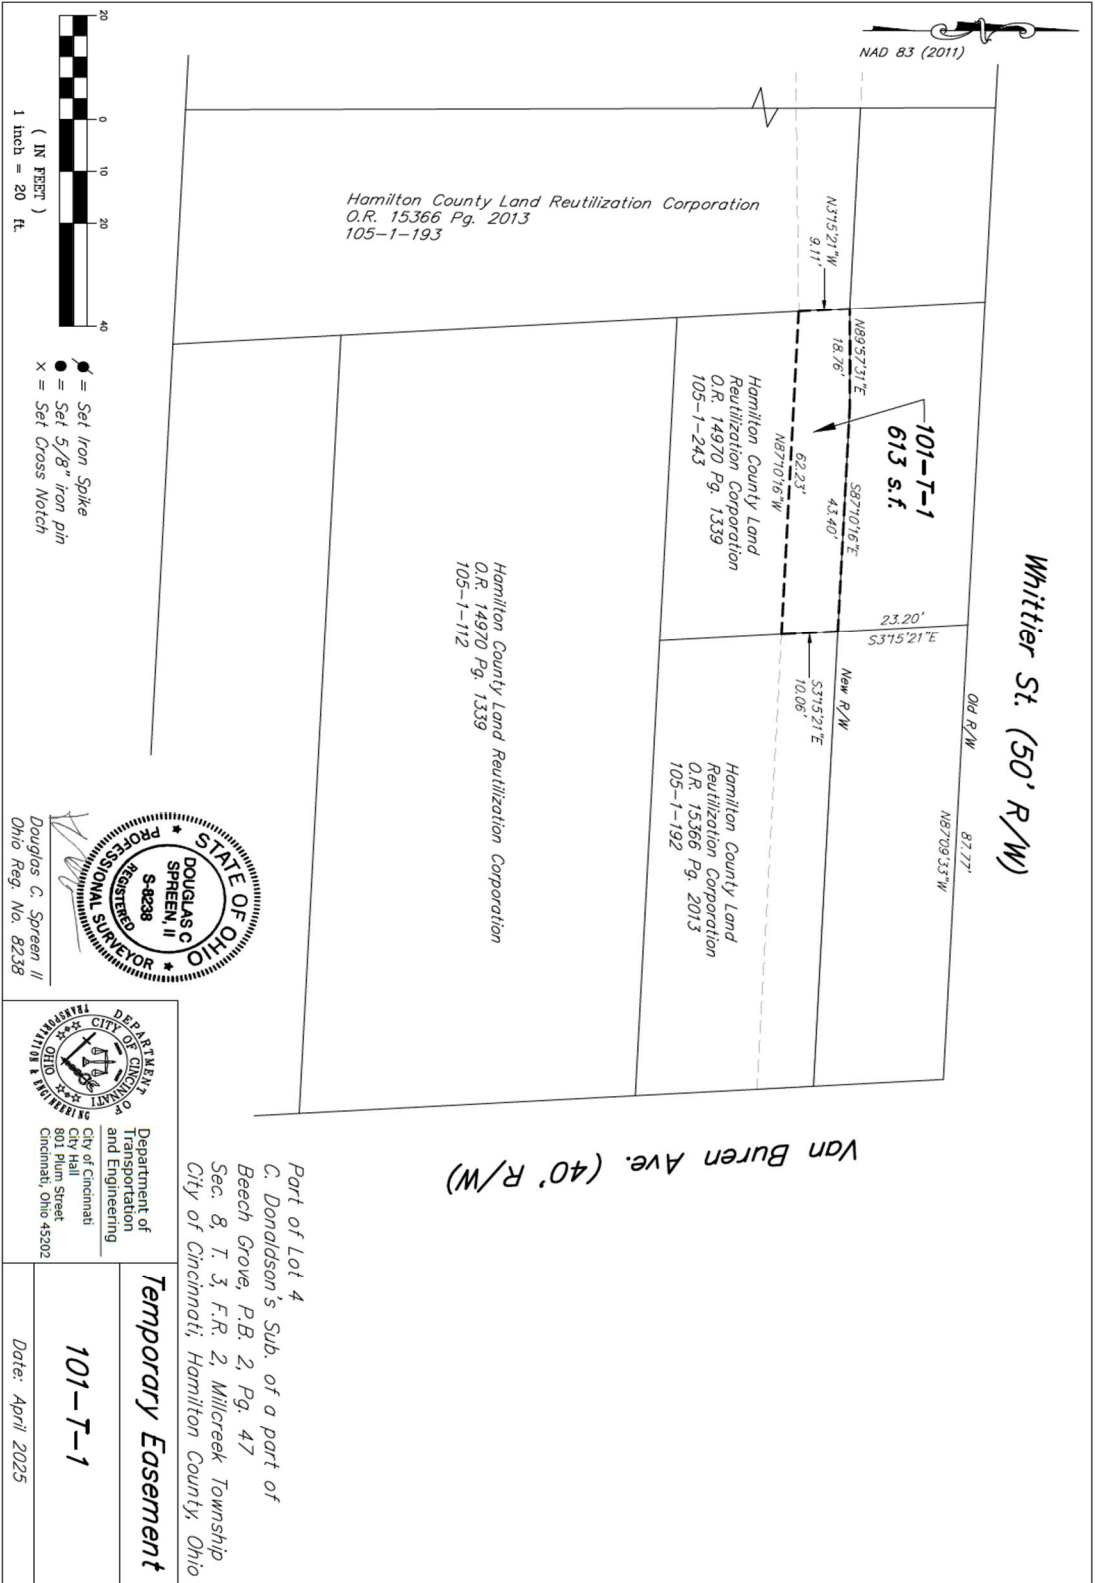 NAD 83 (2011)
Whittier St. (50' R/W)
Old R/W
87.77'
N87°09'33"W
Hamilton County Land Reutilization Corporation
O.R. 15366 Pg. 2013
105-1-193
N3°15'21"W
9.11'
N89°57'31"E
18.76'
101-T-1
613 s.f.
S87°10'16"E
43.40'
23.20'
S3°15'21"E
62.23'
N87°10'16"W
S3°15'21"E
10.06'
New R/W
Hamilton County Land
Reutilization Corporation
O.R. 14970 Pg. 1339
105-1-243
Hamilton County Land
Reutilization Corporation
O.R. 15366 Pg. 2013
105-1-192
Hamilton County Land Reutilization Corporation
O.R. 14970 Pg. 1339
105-1-112
Van Buren Ave. (40' R/W)
20 0 10 20 40
( IN FEET )
1 inch = 20 ft.
= Set Iron Spike
● = Set 5/8" iron pin
× = Set Cross Notch
STATE OF OHIO
DOUGLAS C
SPREEN, II
S-8238
REGISTERED
PROFESSIONAL SURVEYOR
Douglas C. Spreen II
Ohio Reg. No. 8238
Part of Lot 4
C. Donaldson's Sub. of a part of
Beech Grove, P.B. 2, Pg. 47
Sec. 8, T. 3, F.R. 2, Millcreek Township
City of Cincinnati, Hamilton County, Ohio
DEPARTMENT OF
TRANSPORTATION & ENGINEERING
CITY OF CINCINNATI
OHIO
Department of
Transportation
and Engineering
City of Cincinnati
City Hall
801 Plum Street
Cincinnati, Ohio 45202
Temporary Easement
101-T-1
Date: April 2025